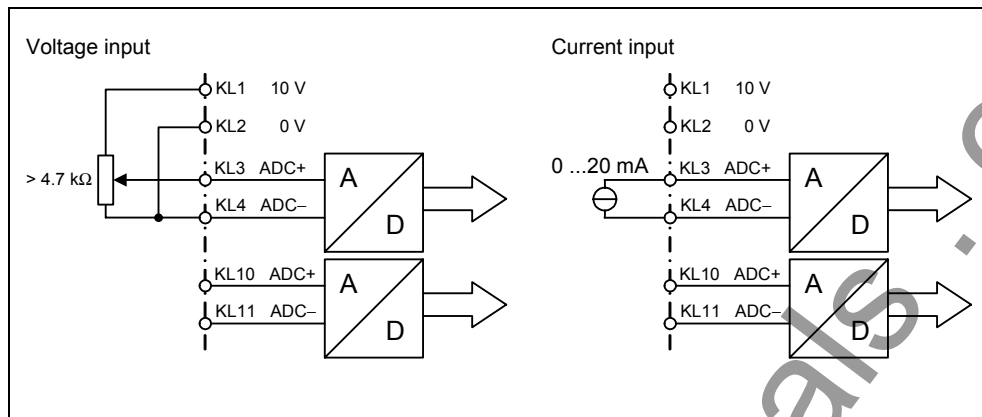 Voltage input
KL1 10 V
KL2 0 V
> 4.7 kΩ
KL3 ADC+
KL4 ADC−
A
D
KL10 ADC+
KL11 ADC−
A
D
Current input
KL1 10 V
KL2 0 V
0 ...20 mA
KL3 ADC+
KL4 ADC−
A
D
KL10 ADC+
KL11 ADC−
A
D
als